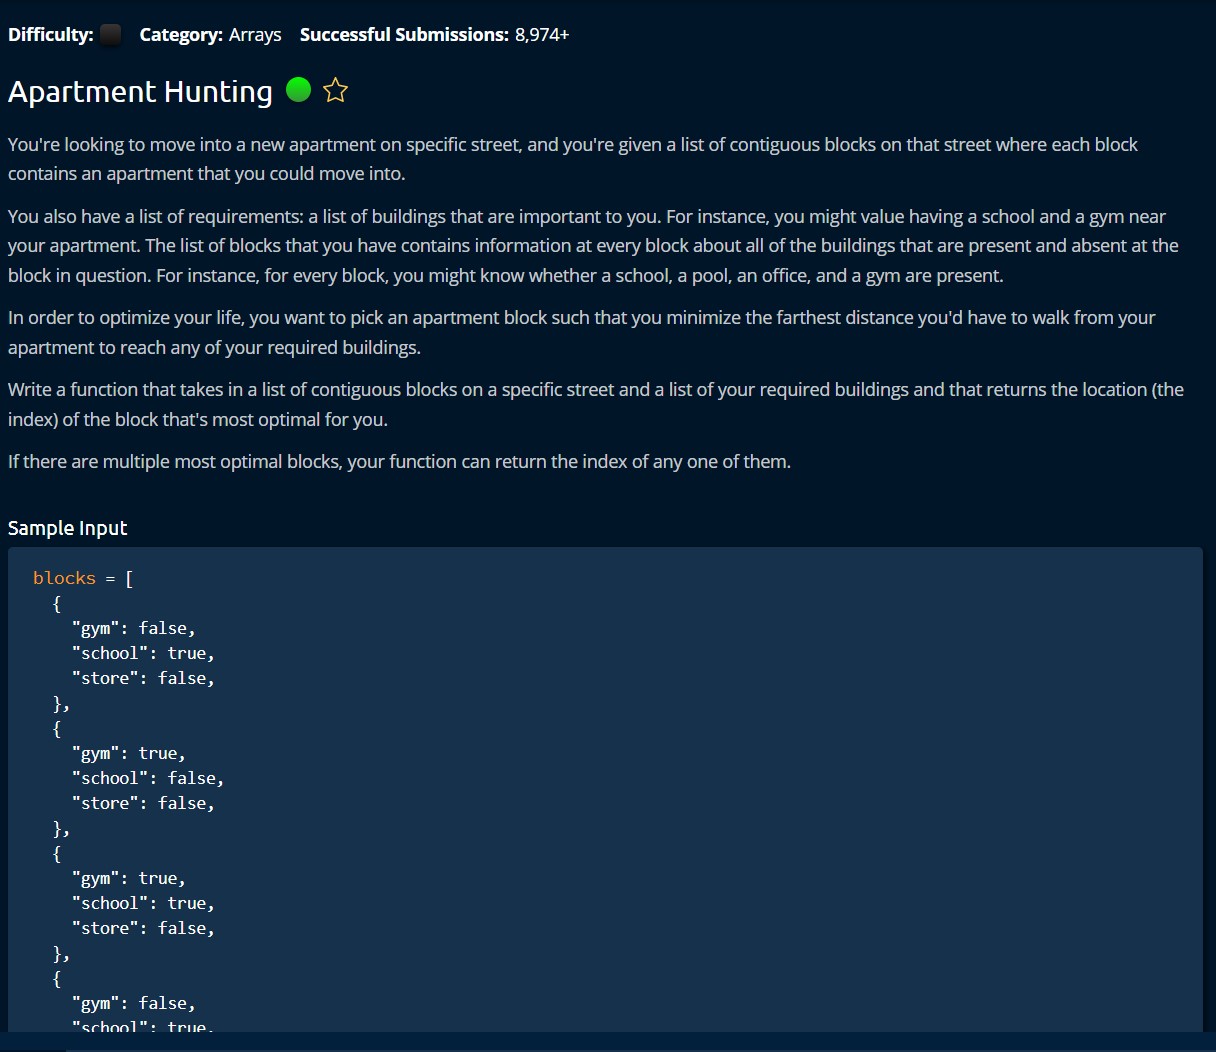 Difficulty: Category: Arrays Successful Submissions: 8,974+
Apartment Hunting
You're looking to move into a new apartment on specific street, and you're given a list of contiguous blocks on that street where each block
contains an apartment that you could move into.
You also have a list of requirements: a list of buildings that are important to you. For instance, you might value having a school and a gym near
your apartment. The list of blocks that you have contains information at every block about all of the buildings that are present and absent at the
block in question. For instance, for every block, you might know whether a school, a pool, an office, and a gym are present.
In order to optimize your life, you want to pick an apartment block such that you minimize the farthest distance you'd have to walk from your
apartment to reach any of your required buildings.
Write a function that takes in a list of contiguous blocks on a specific street and a list of your required buildings and that returns the location (the
index) of the block that's most optimal for you.
If there are multiple most optimal blocks, your function can return the index of any one of them.
Sample Input
blocks = [
{
"gym": false,
"school": true,
"store": false,
},
{
"gym": true,
"school": false,
"store": false,
},
{
"gym": true,
"school": true,
"store": false,
},
{
"gym": false,
"school": true,